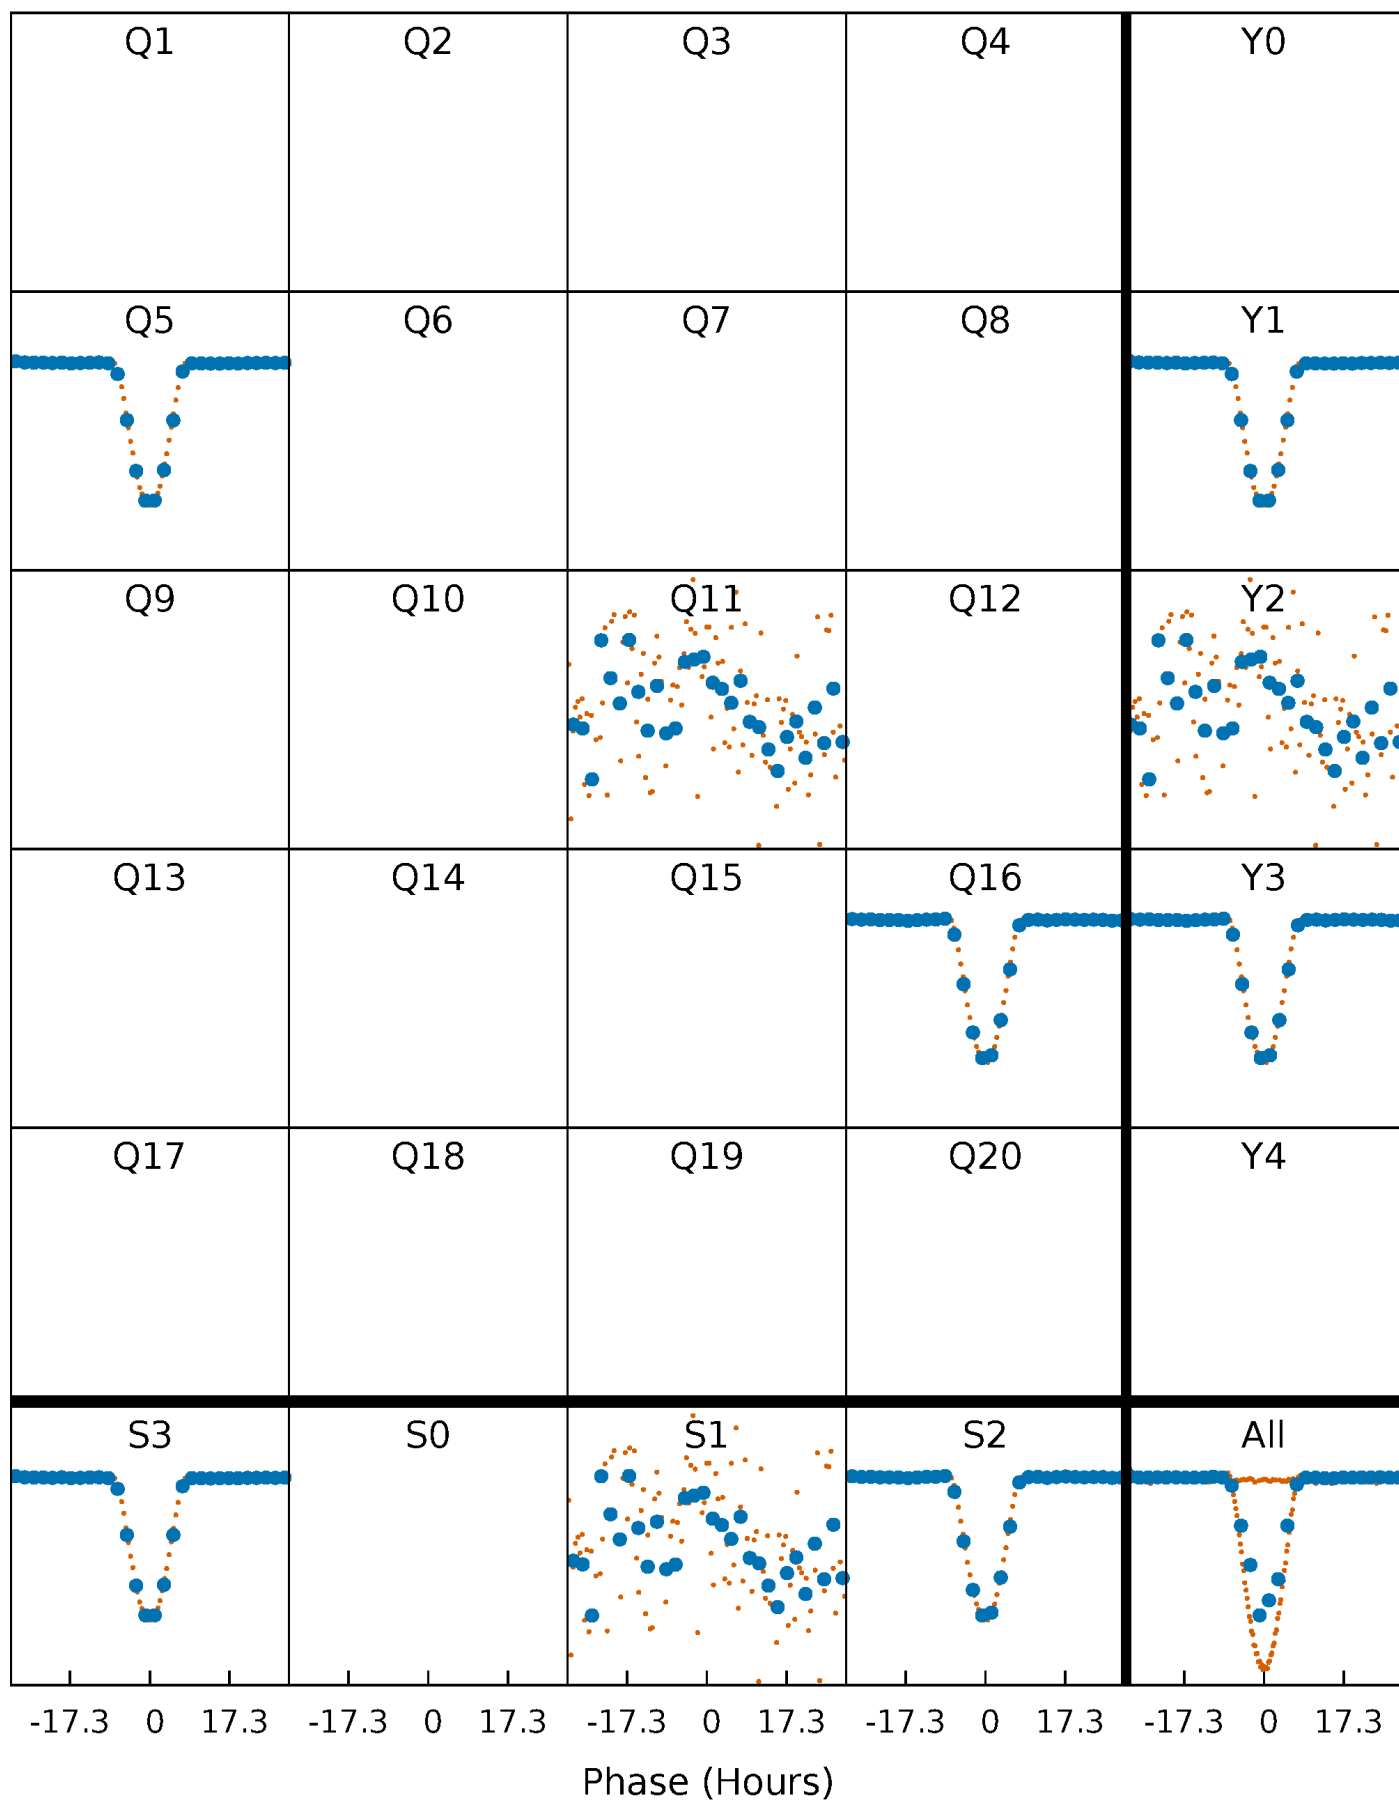 Q1 Q2 Q3 Q4 Y0
Q5 Q6 Q7 Q8 Y1
Q9 Q10 Q11 Q12 Y2
Q13 Q14 Q15 Q16 Y3
Q17 Q18 Q19 Q20 Y4
S3 S0 S1 S2 All
-17.3 0 17.3 -17.3 0 17.3 -17.3 0 17.3 -17.3 0 17.3 -17.3 0 17.3
Phase (Hours)